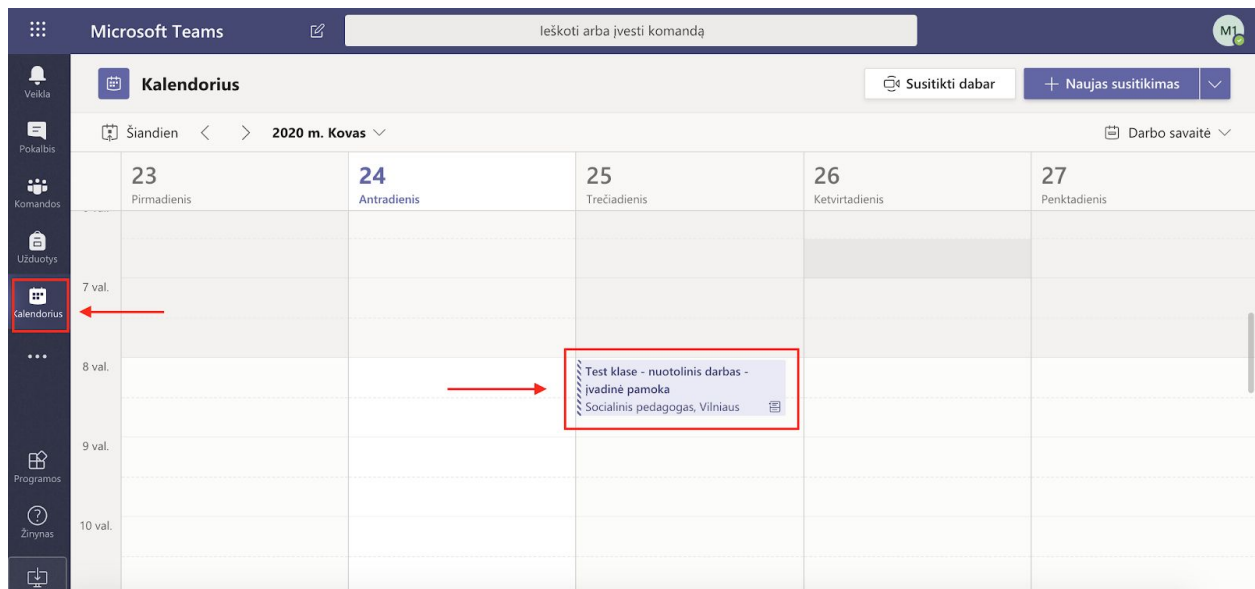 Microsoft Teams
Ieškoti arba įvesti komandą
M1
Veikla
Kalendorius
Susitikti dabar
Naujas susitikimas
Pokalbis
Šiandien
2020 m. Kovas
Darbo savaitė
Komandos
23
Pirmadienis
24
Antradienis
25
Trečiadienis
26
Ketvirtadienis
27
Penktadienis
Užduotys
7 val.
Kalendorius
8 val.
Test klase - nuotolinis darbas -
įvadinė pamoka
Socialinis pedagogas, Vilniaus
9 val.
Programos
10 val.
Žinynas